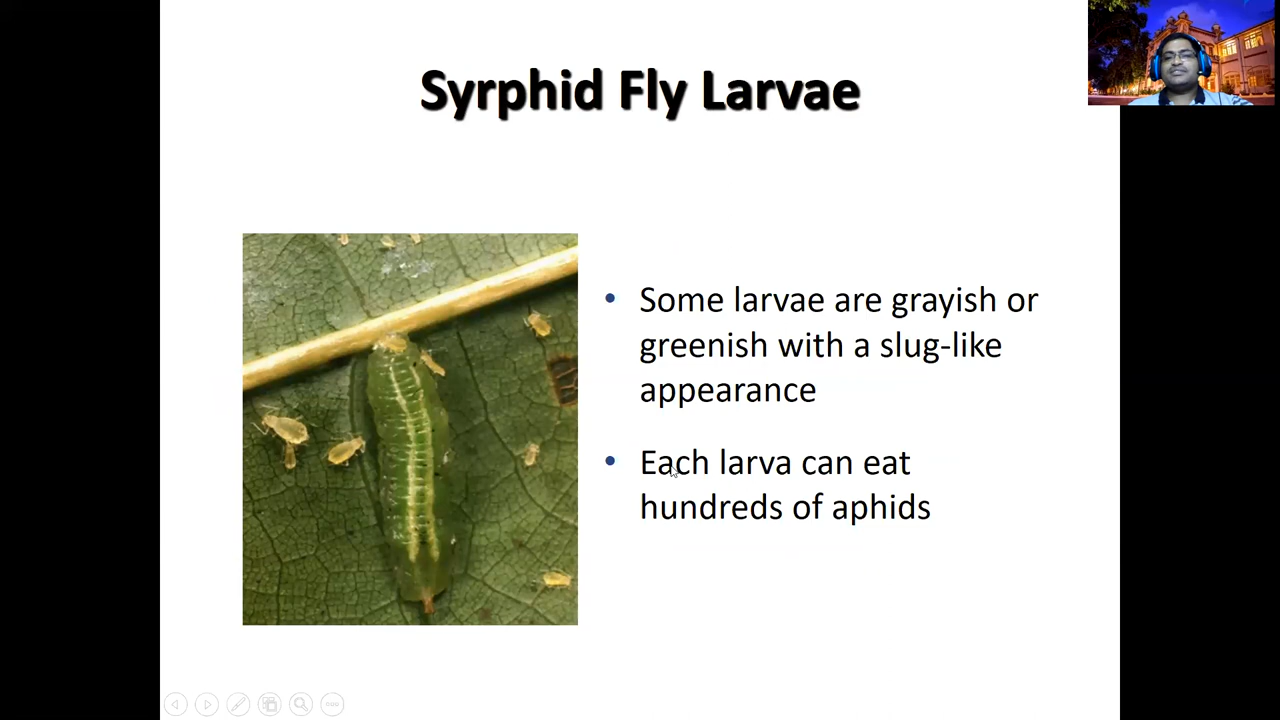 Syrphid Fly Larvae
• Some larvae are grayish or
greenish with a slug-like
appearance
• Each larva can eat
hundreds of aphids